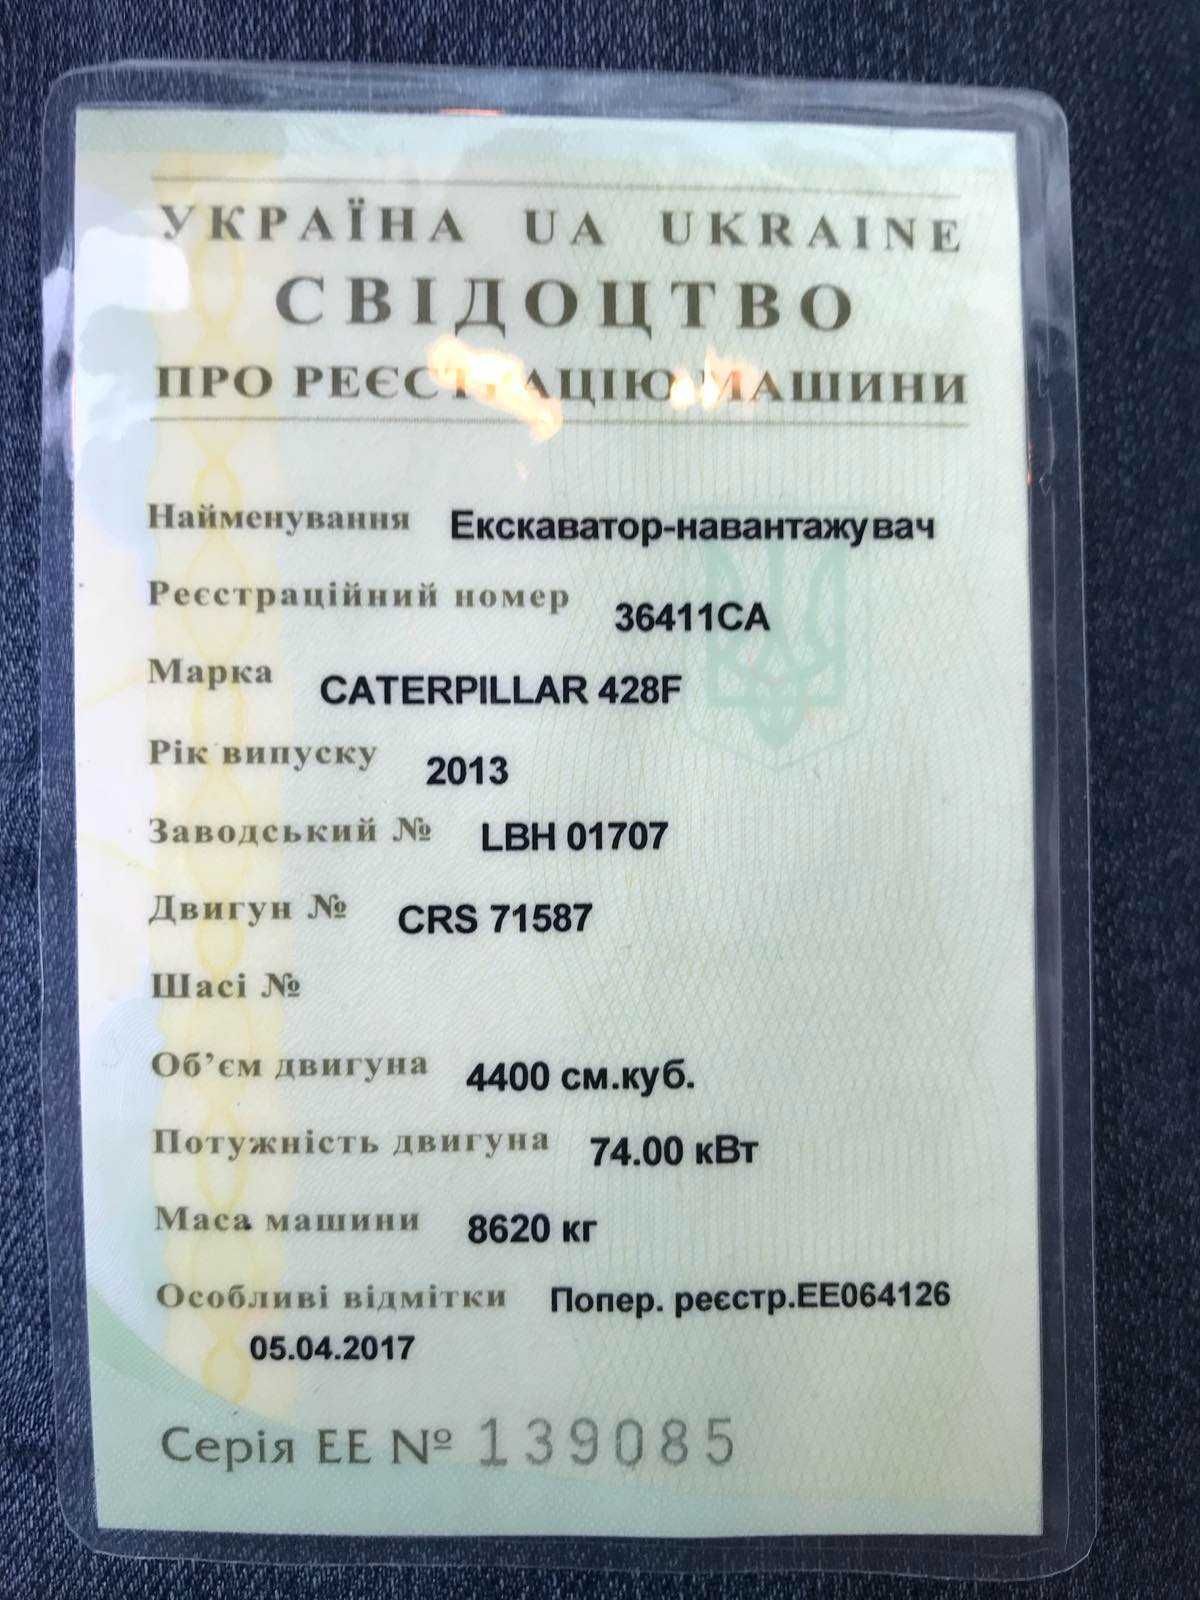 УКРАЇНА UA UKRAINE
СВІДОЦТВО
ПРО РЕЄСТРАЦІЮ МАШИНИ
Найменування Екскаватор-навантажувач
Реєстраційний номер 36411СА
Марка CATERPILLAR 428F
Рік випуску 2013
Заводський № LBH 01707
Двигун № CRS 71587
Шасі №
Об’єм двигуна 4400 см.куб.
Потужність двигуна 74.00 кВт
Маса машини 8620 кг
Особливі відмітки Попер. реєстр.ЕЕ064126
05.04.2017
Серія ЕЕ № 139085